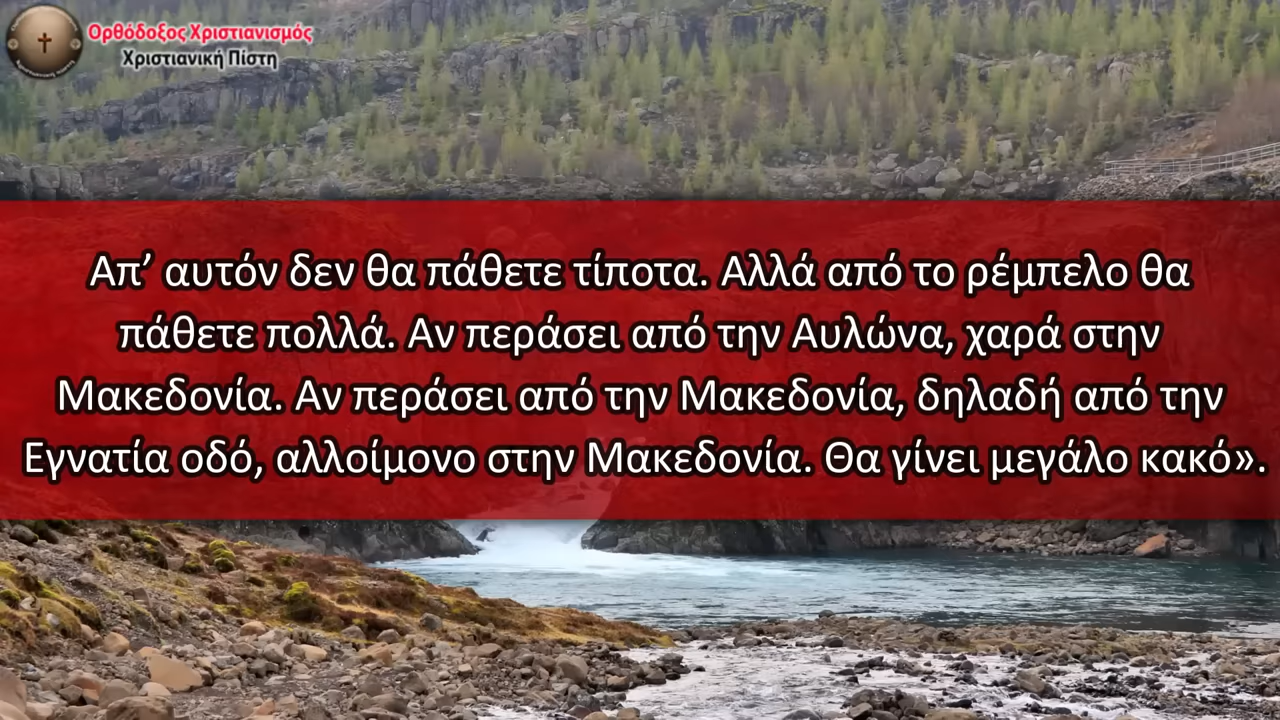 Ορθόδοξος Χριστιανισμός
Χριστιανική Πίστη
Απ’ αυτόν δεν θα πάθετε τίποτα. Αλλά από το ρέμπελο θα
πάθετε πολλά. Αν περάσει από την Αυλώνα, χαρά στην
Μακεδονία. Αν περάσει από την Μακεδονία, δηλαδή από την
Εγνατία οδό, αλλοίμονο στην Μακεδονία. Θα γίνει μεγάλο κακό».